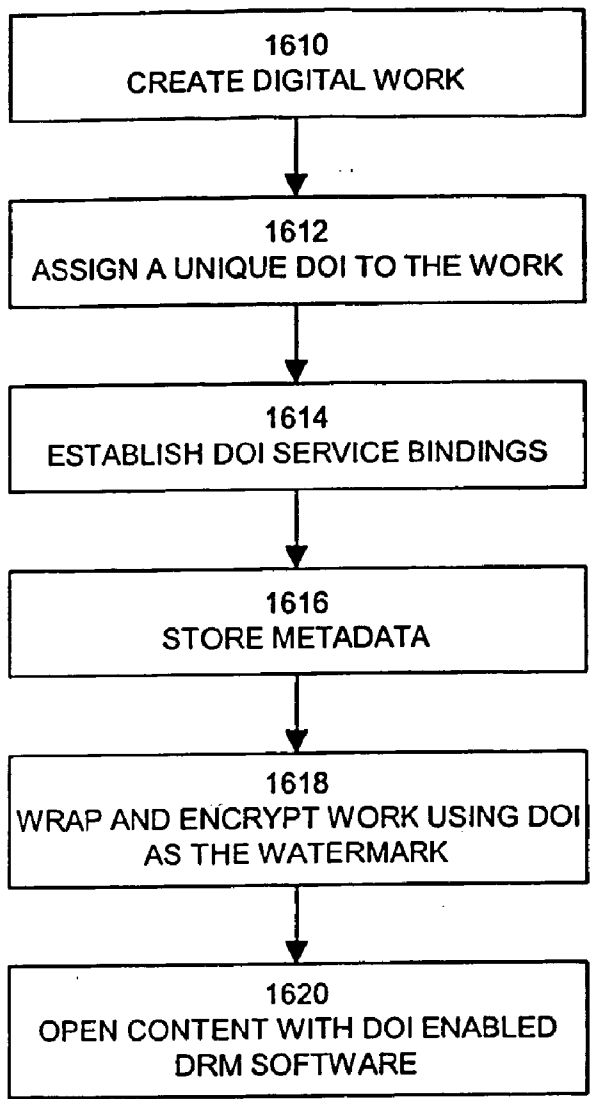 1610
CREATE DIGITAL WORK
1612
ASSIGN A UNIQUE DOI TO THE WORK
1614
ESTABLISH DOI SERVICE BINDINGS
1616
STORE METADATA
1618
WRAP AND ENCRYPT WORK USING DOI
AS THE WATERMARK
1620
OPEN CONTENT WITH DOI ENABLED
DRM SOFTWARE